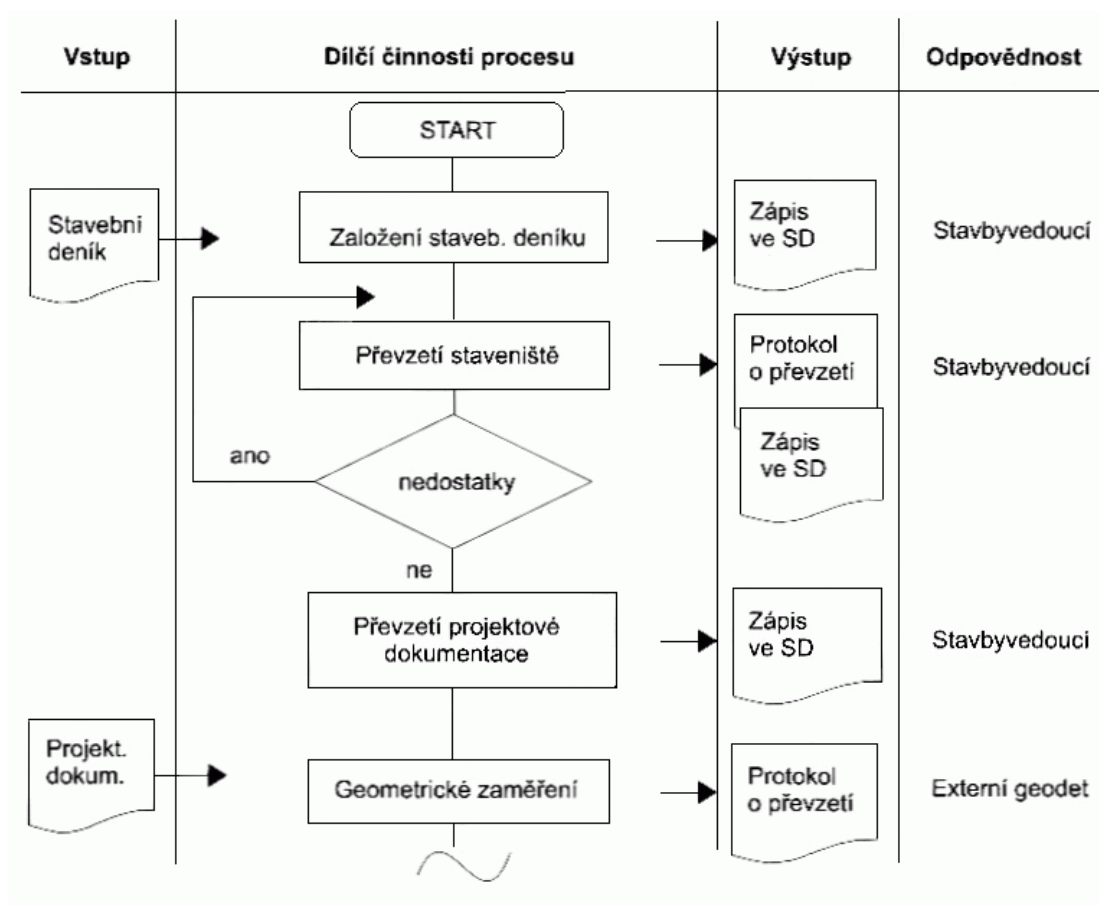 Vstup
Dílčí činnosti procesu
Výstup
Odpovědnost
START
Stavební
deník
Založení staveb. deníku
Zápis
ve SD
Stavbyvedoucí
Převzetí staveniště
Protokol
o převzetí
Stavbyvedoucí
Zápis
ve SD
ano
nedostatky
ne
Převzetí projektové
dokumentace
Zápis
ve SD
Stavbyvedoucí
Projekt.
dokum.
Geometrické zaměření
Protokol
o převzetí
Externí geodet